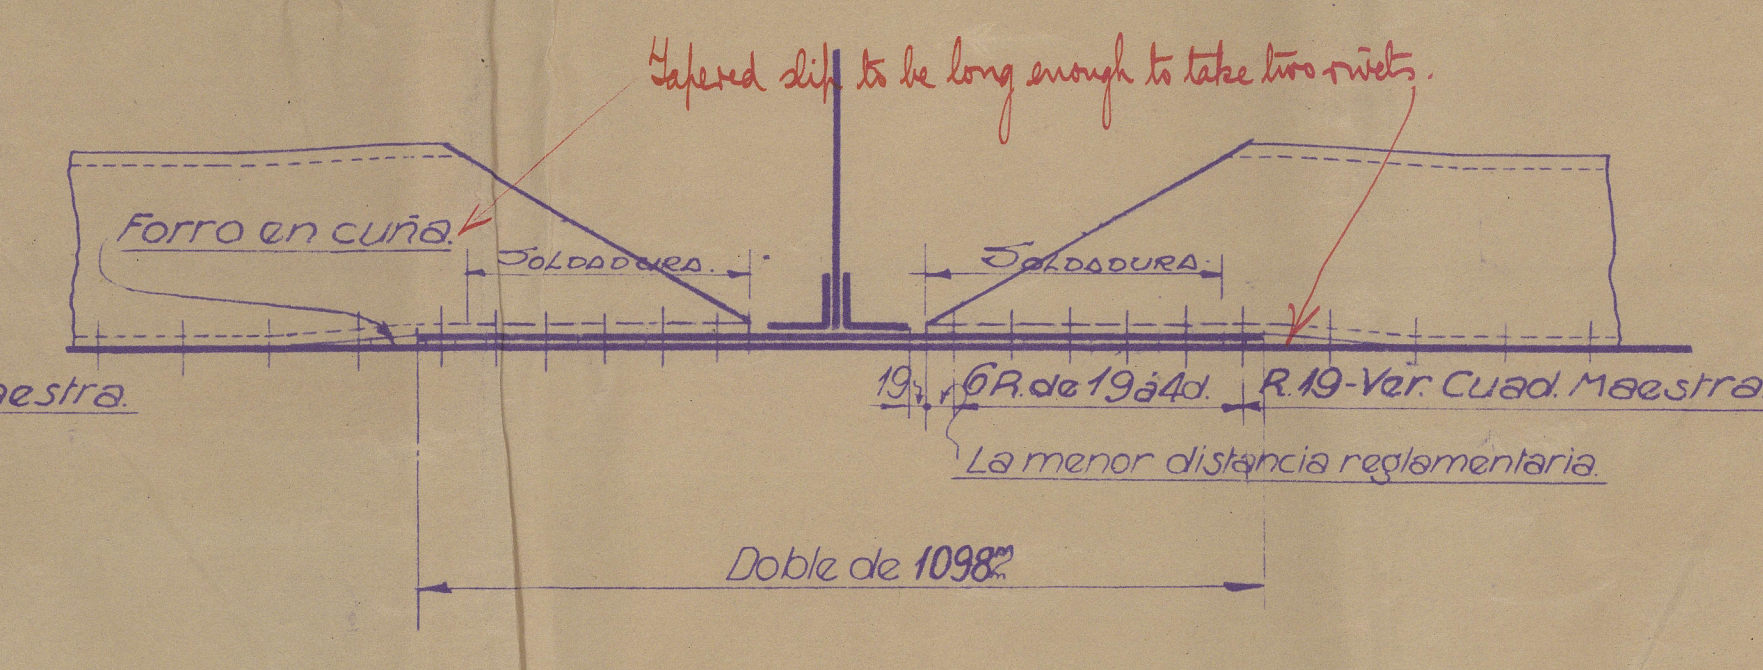 Tapered slip to be long enough to take two rivets.
Forro en cuña.
SOLDADURA.
SOLDADURA.
aestra.
19
6R. de 19 á 4d.
R.19-Ver. Cuad. Maestra
La menor distancia reglamentaria.
Doble de 1098 m/m